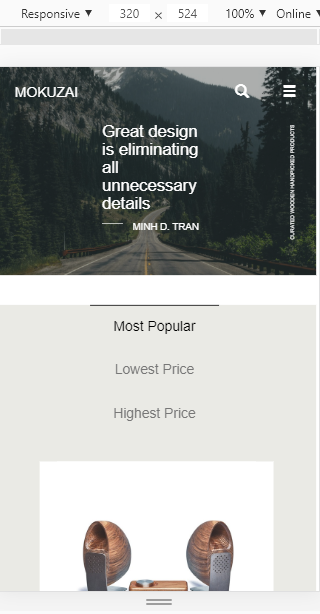 Responsive ▼ 320 × 524 100% ▼ Online ▼
MOKUZAI
Great design
is eliminating
all
unnecessary
details
MINH D. TRAN
CURATED WOODEN HANDPICKED PRODUCTS
Most Popular
Lowest Price
Highest Price